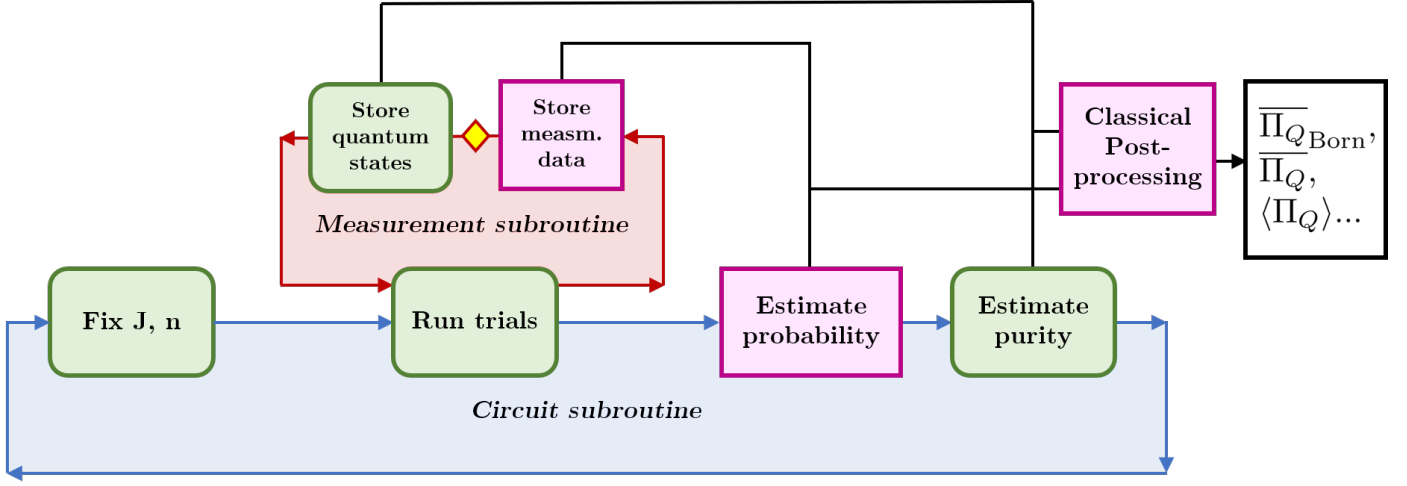 Store
quantum
states
Store
measm.
data
Classical
Post-
processing
$\overline{\Pi_Q}_{\text{Born}}$,
$\overline{\Pi_Q}$,
$\langle \Pi_Q \rangle$...
Measurement subroutine
Fix J, n
Run trials
Estimate
probability
Estimate
purity
Circuit subroutine